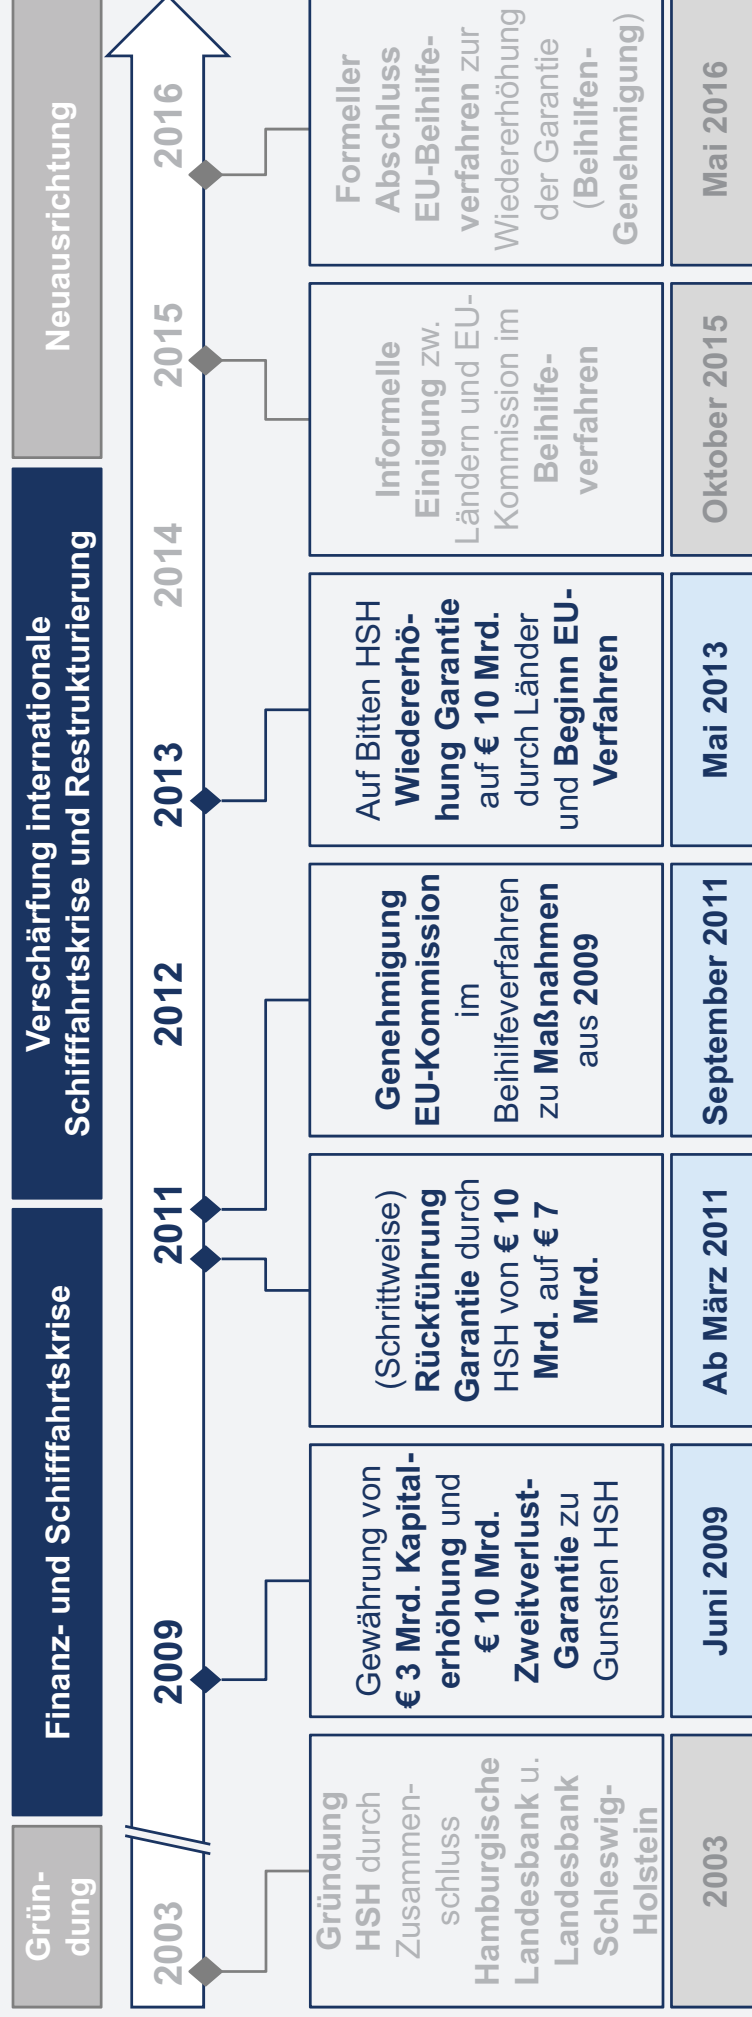 Grün-
dung
Finanz- und Schifffahrtskrise
Verschärfung internationale
Schifffahrtskrise und Restrukturierung
Neuausrichtung
2003
2009
2011
2012
2013
2014
2015
2016
Gründung
HSH durch
Zusammen-
schluss
Hamburgische
Landesbank u.
Landesbank
Schleswig-
Holstein
2003
Gewährung von
€ 3 Mrd. Kapital-
erhöhung und
€ 10 Mrd.
Zweitverlust-
Garantie zu
Gunsten HSH
Juni 2009
(Schrittweise)
Rückführung
Garantie durch
HSH von € 10
Mrd. auf € 7
Mrd.
Ab März 2011
Genehmigung
EU-Kommission
im
Beihilfeverfahren
zu Maßnahmen
aus 2009
September 2011
Auf Bitten HSH
Wiedererhö-
hung Garantie
auf € 10 Mrd.
durch Länder
und Beginn EU-
Verfahren
Mai 2013
Informelle
Einigung zw.
Ländern und EU-
Kommission im
Beihilfe-
verfahren
Oktober 2015
Formeller
Abschluss
EU-Beihilfe-
verfahren zur
Wiedererhöhung
der Garantie
(Beihilfen-
Genehmigung)
Mai 2016